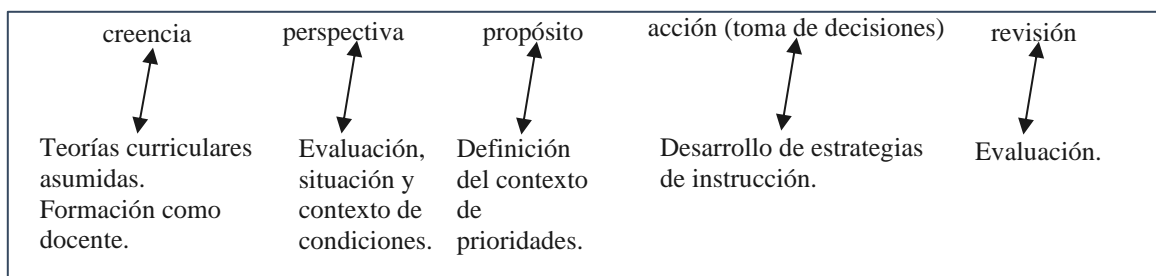 creencia perspectiva propósito acción (toma de decisiones) revisión
Teorías curriculares
asumidas.
Formación como
docente.
Evaluación,
situación y
contexto de
condiciones.
Definición
del contexto
de
prioridades.
Desarrollo de estrategias
de instrucción.
Evaluación.